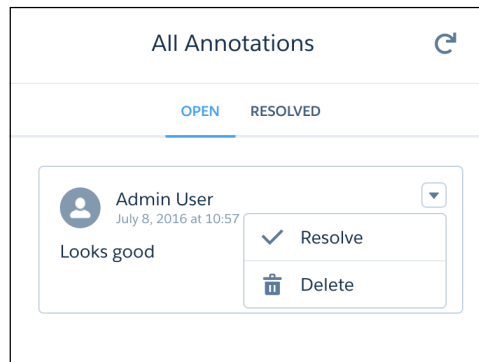 All Annotations
OPEN RESOLVED
Admin User
July 8, 2016 at 10:57
Looks good
Resolve
Delete